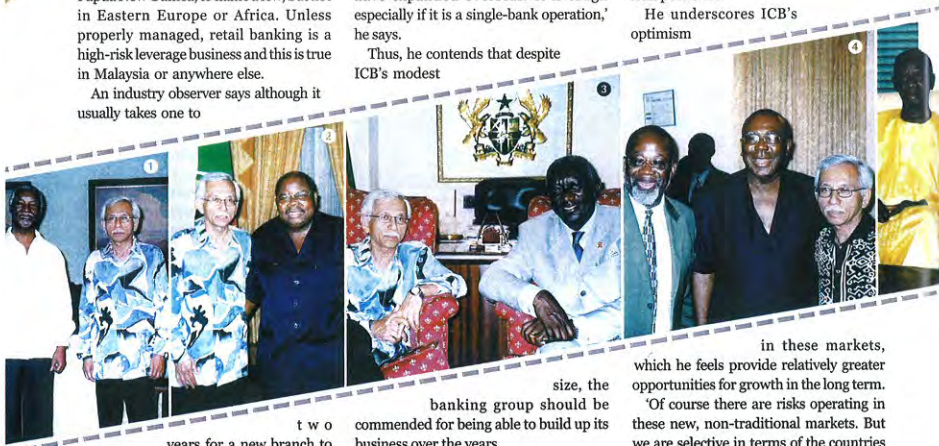 in Eastern Europe or Africa. Unless
properly managed, retail banking is a
high-risk leverage business and this is true
in Malaysia or anywhere else.
An industry observer says although it
usually takes one to
two
years for a new branch to
especially if it is a single-bank operation,'
he says.
Thus, he contends that despite
ICB's modest
size, the
banking group should be
commended for being able to build up its
business over the years.
He underscores ICB's
optimism
in these markets,
which he feels provide relatively greater
opportunities for growth in the long term.
'Of course there are risks operating in
these new, non-traditional markets. But
we are selective in terms of the countries
1
2
3
4